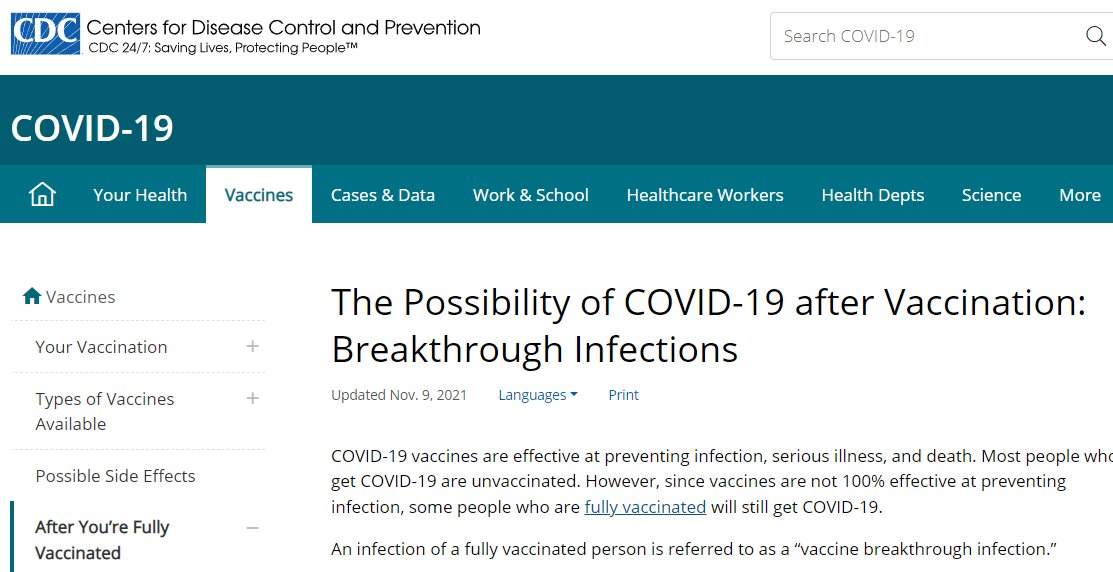 CDC Centers for Disease Control and Prevention
CDC 24/7: Saving Lives, Protecting People™
Search COVID-19
COVID-19
Your Health Vaccines Cases & Data Work & School Healthcare Workers Health Depts Science More
Vaccines
Your Vaccination +
Types of Vaccines +
Available
Possible Side Effects
After You're Fully –
Vaccinated
The Possibility of COVID-19 after Vaccination:
Breakthrough Infections
Updated Nov. 9, 2021 Languages Print
COVID-19 vaccines are effective at preventing infection, serious illness, and death. Most people who
get COVID-19 are unvaccinated. However, since vaccines are not 100% effective at preventing
infection, some people who are fully vaccinated will still get COVID-19.
An infection of a fully vaccinated person is referred to as a “vaccine breakthrough infection.”